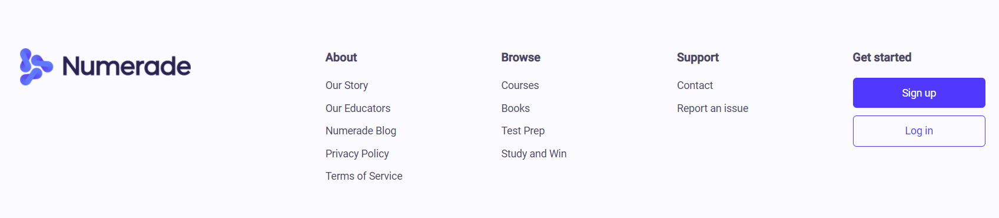 Numerade
About
Our Story
Our Educators
Numerade Blog
Privacy Policy
Terms of Service
Browse
Courses
Books
Test Prep
Study and Win
Support
Contact
Report an issue
Get started
Sign up
Log in